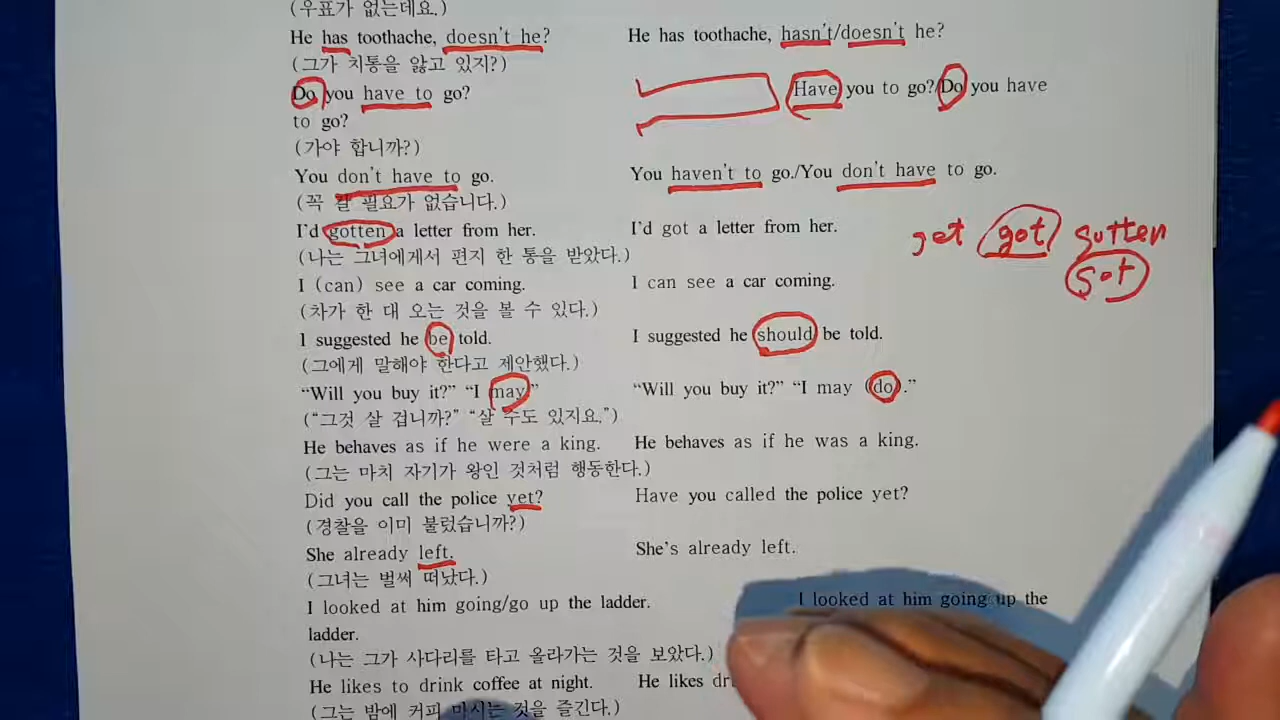 (우표가 없는데요.)
He has toothache, doesn't he? He has toothache, hasn't/doesn't he?
(그가 치통을 앓고 있지?)
Do you have to go? Have you to go?/Do you have
to go?
(가야 합니까?)
You don't have to go. You haven't to go./You don't have to go.
(꼭 갈 필요가 없습니다.)
I'd gotten a letter from her. I'd got a letter from her.
get got gotten
got
(나는 그녀에게서 편지 한 통을 받았다.)
I (can) see a car coming. I can see a car coming.
(차가 한 대 오는 것을 볼 수 있다.)
I suggested he be told. I suggested he should be told.
(그에게 말해야 한다고 제안했다.)
“Will you buy it?” “I may” “Will you buy it?” “I may (do).”
(“그것 살 겁니까?” “살 수도 있지요.”)
He behaves as if he were a king. He behaves as if he was a king.
(그는 마치 자기가 왕인 것처럼 행동한다.)
Did you call the police yet? Have you called the police yet?
(경찰을 이미 불렀습니까?)
She already left. She's already left.
(그녀는 벌써 떠났다.)
I looked at him going/go up the ladder. I looked at him going up the
ladder.
(나는 그가 사다리를 타고 올라가는 것을 보았다.)
He likes to drink coffee at night. He likes
(그는 밤에 커피 마시는 것을 즐긴다.)